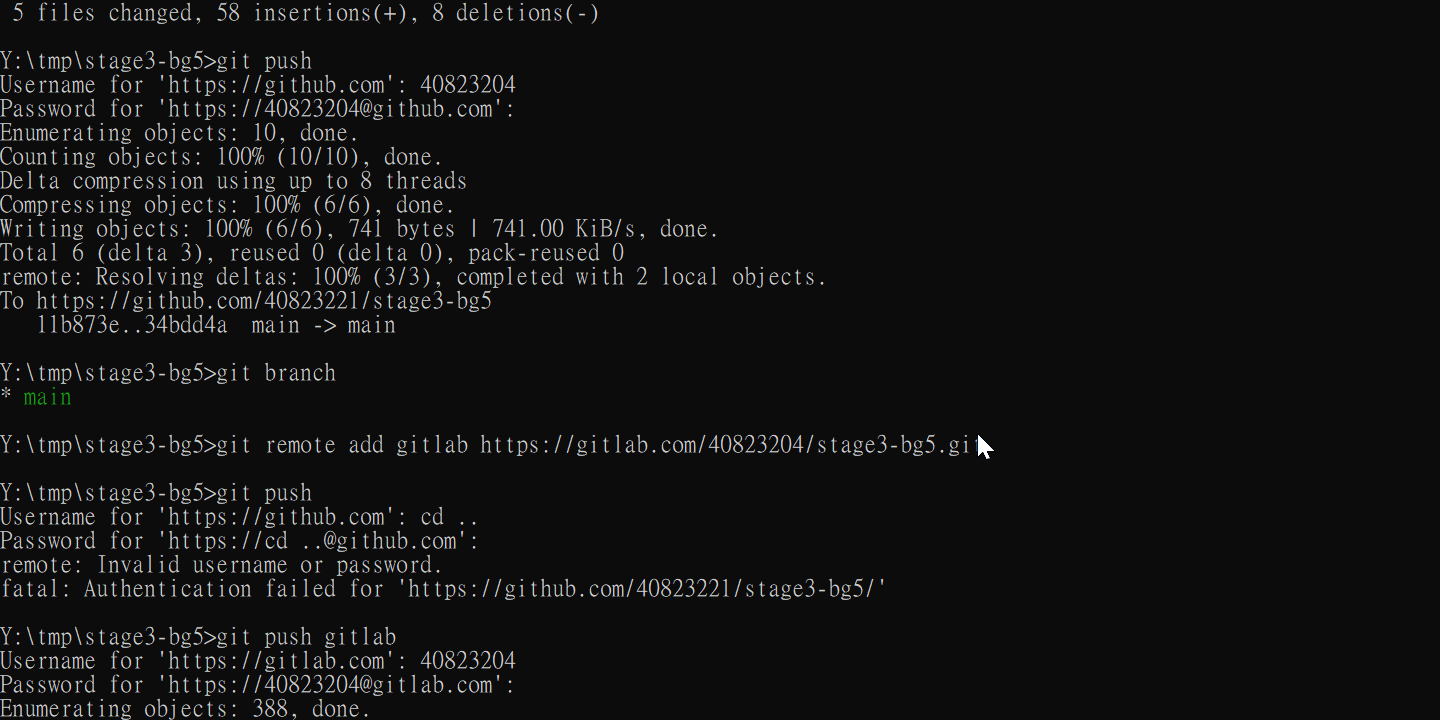 5 files changed, 58 insertions(+), 8 deletions(-)
Y:\tmp\stage3-bg5>git push
Username for 'https://github.com': 40823204
Password for 'https://40823204@github.com':
Enumerating objects: 10, done.
Counting objects: 100% (10/10), done.
Delta compression using up to 8 threads
Compressing objects: 100% (6/6), done.
Writing objects: 100% (6/6), 741 bytes | 741.00 KiB/s, done.
Total 6 (delta 3), reused 0 (delta 0), pack-reused 0
remote: Resolving deltas: 100% (3/3), completed with 2 local objects.
To https://github.com/40823221/stage3-bg5
   11b873e..34bdd4a  main -> main
Y:\tmp\stage3-bg5>git branch
* main
Y:\tmp\stage3-bg5>git remote add gitlab https://gitlab.com/40823204/stage3-bg5.git
Y:\tmp\stage3-bg5>git push
Username for 'https://github.com': cd ..
Password for 'https://cd ..@github.com':
remote: Invalid username or password.
fatal: Authentication failed for 'https://github.com/40823221/stage3-bg5/'
Y:\tmp\stage3-bg5>git push gitlab
Username for 'https://gitlab.com': 40823204
Password for 'https://40823204@gitlab.com':
Enumerating objects: 388, done.